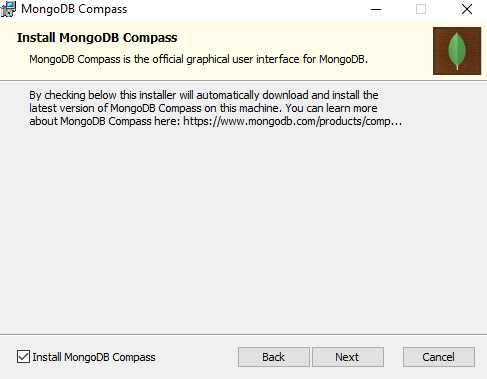 MongoDB Compass
Install MongoDB Compass
MongoDB Compass is the official graphical user interface for MongoDB.
By checking below this installer will automatically download and install the
latest version of MongoDB Compass on this machine. You can learn more
about MongoDB Compass here: https://www.mongodb.com/products/comp...
Install MongoDB Compass
Back
Next
Cancel